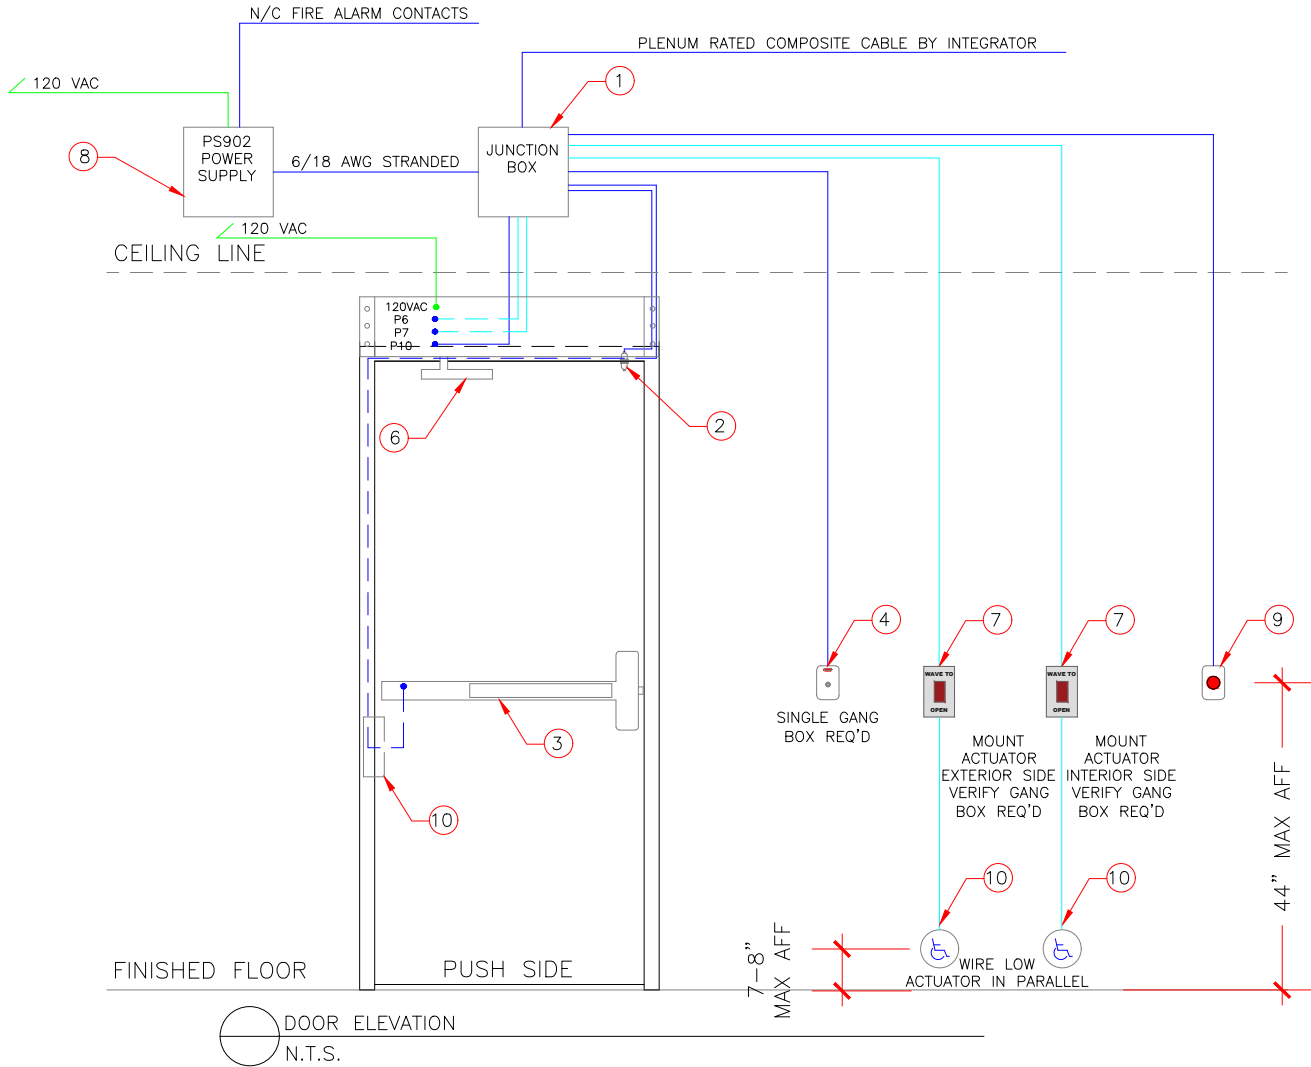 N/C FIRE ALARM CONTACTS
PLENUM RATED COMPOSITE CABLE BY INTEGRATOR
120 VAC
1
PS902
POWER
SUPPLY
8
6/18 AWG STRANDED
JUNCTION
BOX
120 VAC
CEILING LINE
120VAC
P6
P7
P10
6
2
4
7
7
9
WAVE TO
OPEN
WAVE TO
OPEN
SINGLE GANG
BOX REQ'D
3
MOUNT
ACTUATOR
EXTERIOR SIDE
VERIFY GANG
BOX REQ'D
MOUNT
ACTUATOR
INTERIOR SIDE
VERIFY GANG
BOX REQ'D
10
44" MAX AFF
10
10
7-8"
MAX AFF
WIRE LOW
ACTUATOR IN PARALLEL
FINISHED FLOOR
PUSH SIDE
DOOR ELEVATION
N.T.S.